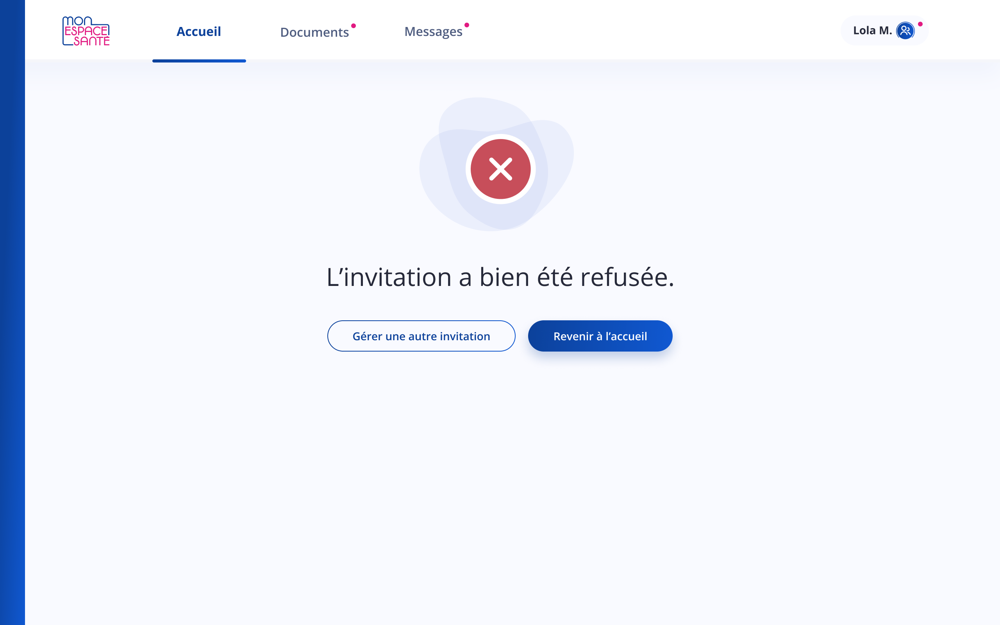 mon
ESPACE
SANTÉ
Accueil
Documents
Messages
Lola M.
L’invitation a bien été refusée.
Gérer une autre invitation
Revenir à l’accueil